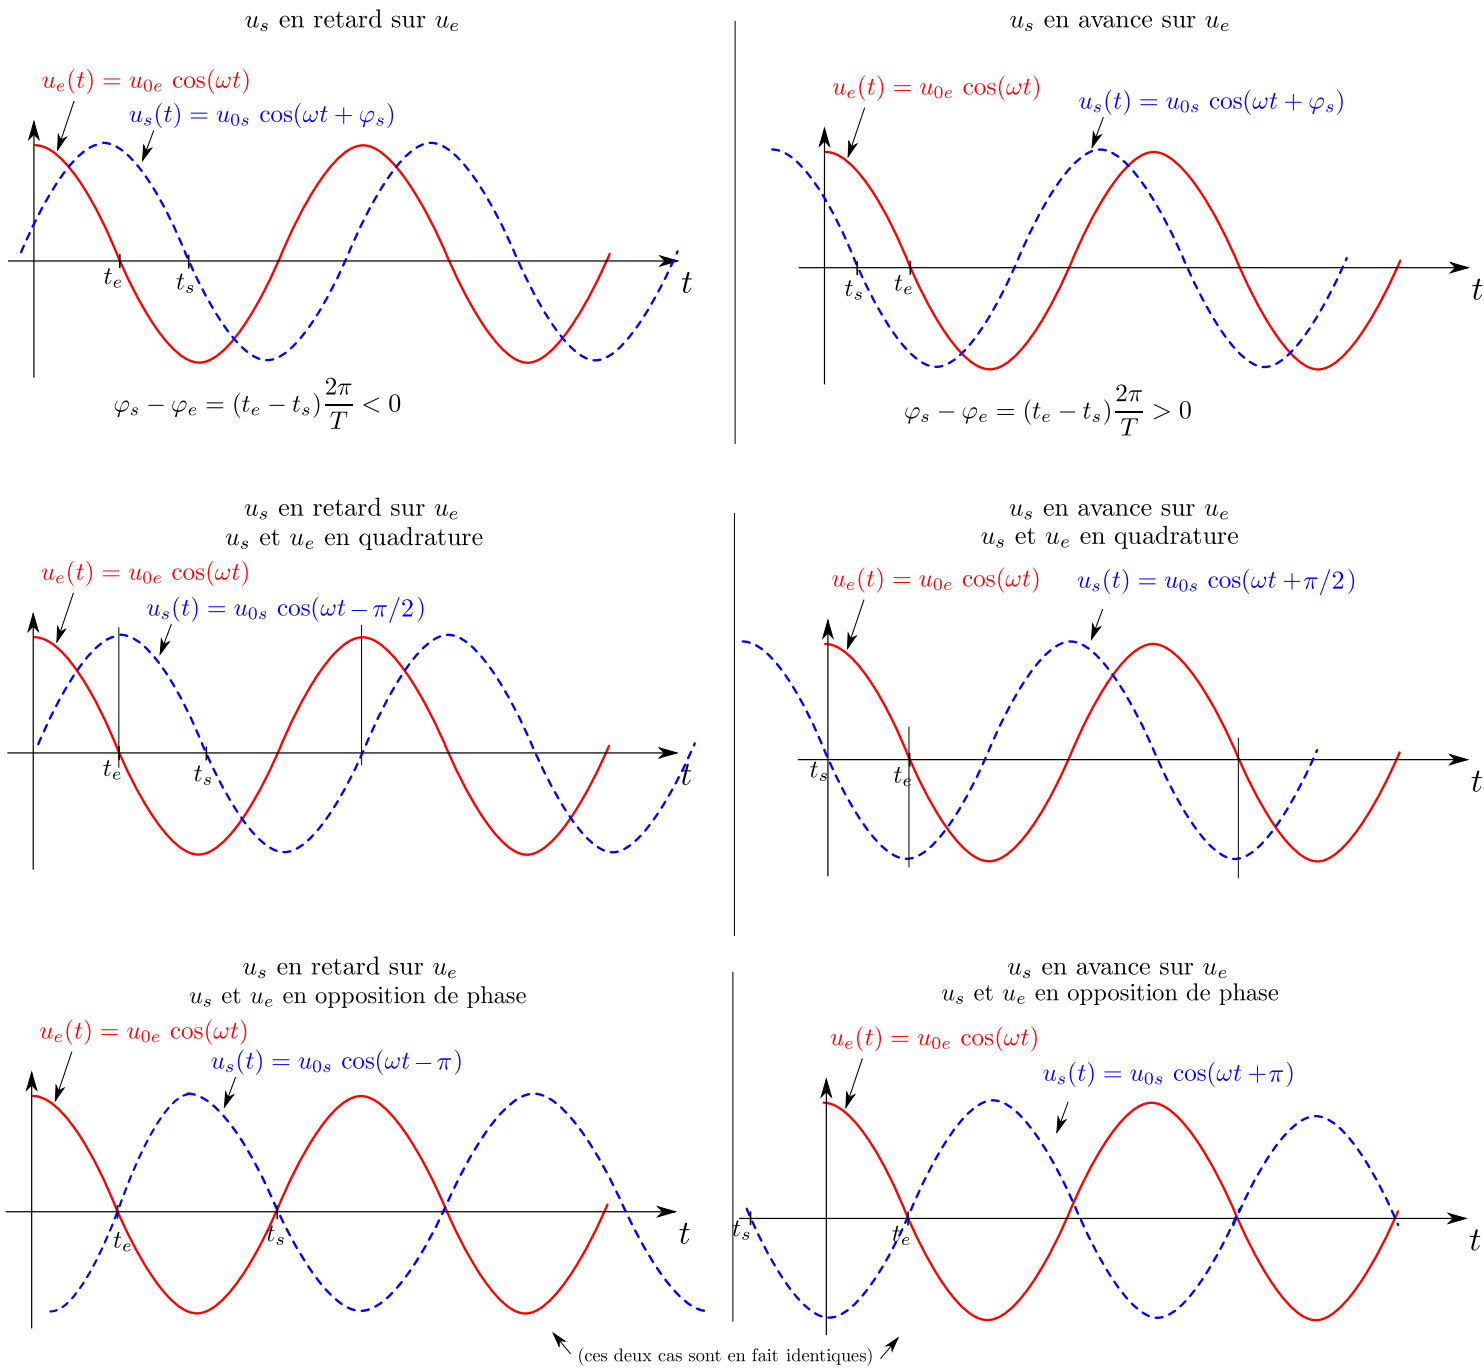 u_s en retard sur u_e
u_e(t) = u_{0e} cos(ωt)
u_s(t) = u_{0s} cos(ωt + φ_s)
t_e
t_s
t
φ_s − φ_e = (t_e − t_s) 2π/T < 0
u_s en avance sur u_e
u_e(t) = u_{0e} cos(ωt)
u_s(t) = u_{0s} cos(ωt + φ_s)
t_s
t_e
t
φ_s − φ_e = (t_e − t_s) 2π/T > 0
u_s en retard sur u_e
u_s et u_e en quadrature
u_e(t) = u_{0e} cos(ωt)
u_s(t) = u_{0s} cos(ωt − π/2)
t_e
t_s
t
u_s en avance sur u_e
u_s et u_e en quadrature
u_e(t) = u_{0e} cos(ωt)
u_s(t) = u_{0s} cos(ωt + π/2)
t_s
t_e
t
u_s en retard sur u_e
u_s et u_e en opposition de phase
u_e(t) = u_{0e} cos(ωt)
u_s(t) = u_{0s} cos(ωt − π)
t_e
t_s
t
u_s en avance sur u_e
u_s et u_e en opposition de phase
u_e(t) = u_{0e} cos(ωt)
u_s(t) = u_{0s} cos(ωt + π)
t_s
t_e
t
(ces deux cas sont en fait identiques)